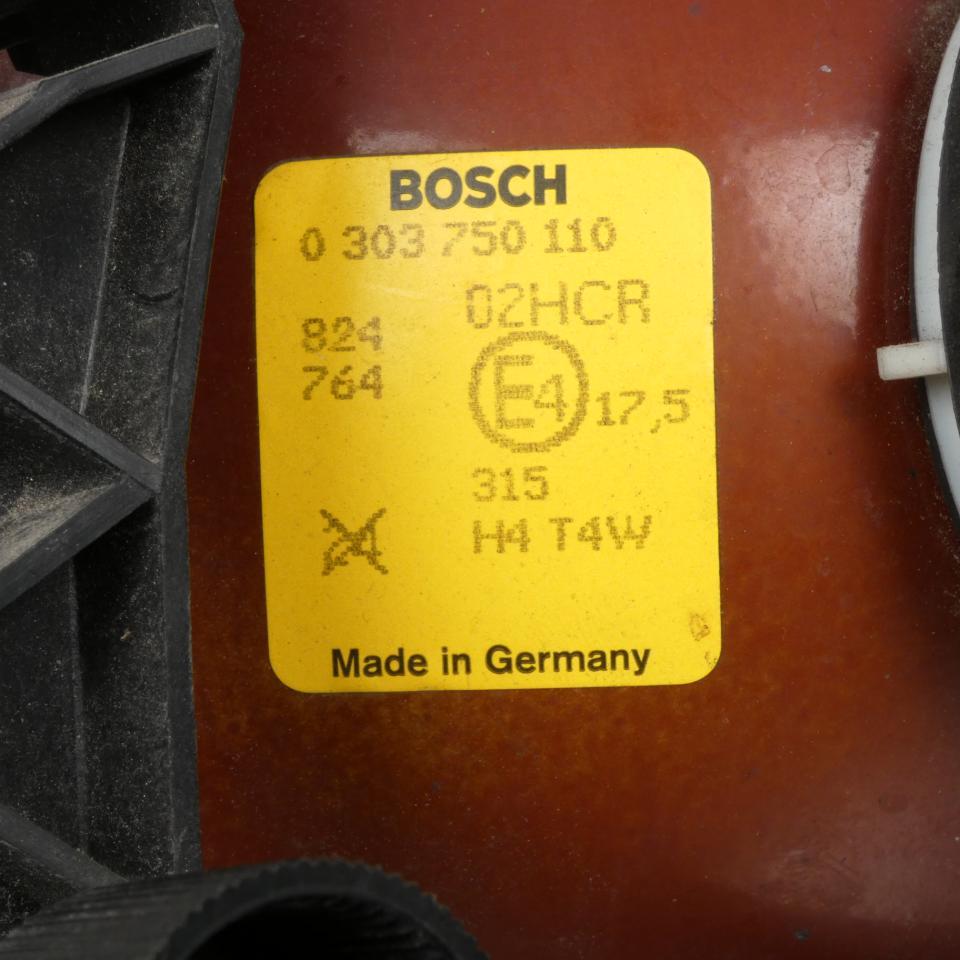 BOSCH
0 303 750 110
02HCR
824
764
E4 17,5
315
H4 T4W
Made in Germany